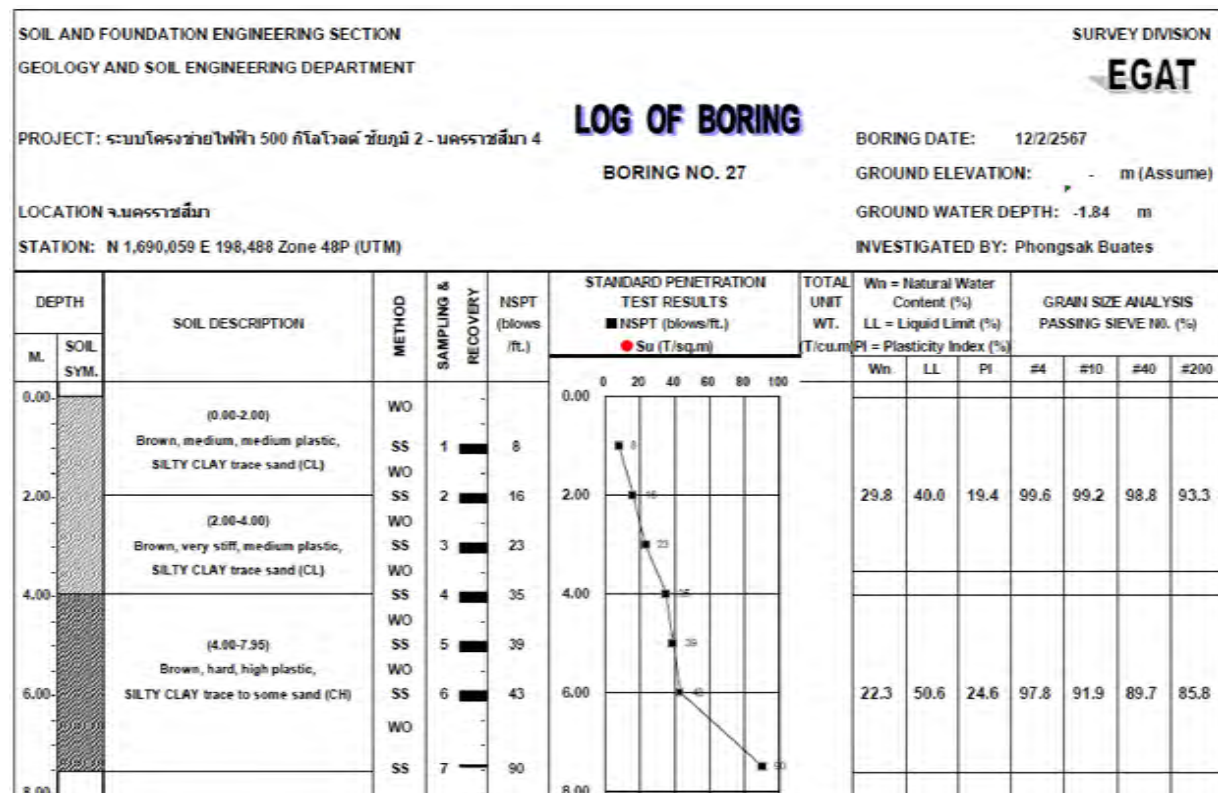 SOIL AND FOUNDATION ENGINEERING SECTION
SURVEY DIVISION
GEOLOGY AND SOIL ENGINEERING DEPARTMENT
EGAT
LOG OF BORING
PROJECT: ระบบโครงข่ายไฟฟ้า 500 กิโลโวลต์ ชัยภูมิ 2 - นครราชสีมา 4
BORING DATE: 12/2/2567
BORING NO. 27
GROUND ELEVATION: - m (Assume)
LOCATION จ.นครราชสีมา
GROUND WATER DEPTH: -1.84 m
STATION: N 1,690,059 E 198,488 Zone 48P (UTM)
INVESTIGATED BY: Phongsak Buates
DEPTH
M.
SOIL SYM.
SOIL DESCRIPTION
METHOD
SAMPLING & RECOVERY
NSPT
(blows
/ft.)
STANDARD PENETRATION
TEST RESULTS
NSPT (blows/ft.)
Su (T/sq.m)
TOTAL
UNIT
WT.
(T/cu.m)
Wn = Natural Water
Content (%)
LL = Liquid Limit (%)
PI = Plasticity Index (%)
GRAIN SIZE ANALYSIS
PASSING SIEVE N0. (%)
Wn LL PI #4 #10 #40 #200
0 20 40 60 80 100
0.00
WO
0.00
(0.00-2.00)
Brown, medium, medium plastic,
SILTY CLAY trace sand (CL)
SS 1 8
8
WO
2.00
SS 2 16
2.00
16
29.8 40.0 19.4 99.6 99.2 98.8 93.3
(2.00-4.00)
Brown, very stiff, medium plastic,
SILTY CLAY trace sand (CL)
WO
SS 3 23
23
WO
4.00
SS 4 35
4.00
35
WO
(4.00-7.95)
Brown, hard, high plastic,
SILTY CLAY trace to some sand (CH)
SS 5 39
39
WO
6.00
SS 6 43
6.00
43
22.3 50.6 24.6 97.8 91.9 89.7 85.8
WO
SS 7 90
90
8.00
8.00